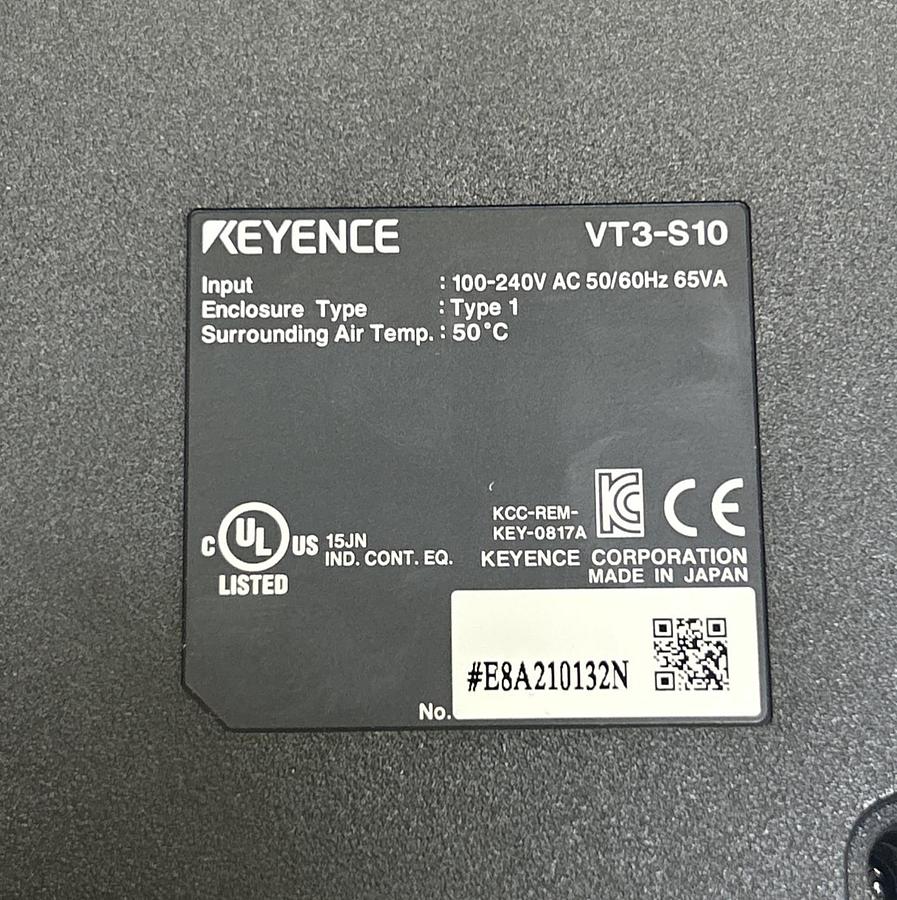 KEYENCE VT3-S10
Input : 100-240V AC 50/60Hz 65VA
Enclosure Type : Type 1
Surrounding Air Temp. : 50°C
KCC-REM-
KEY-0817A
C UL US 15JN
IND. CONT. EQ.
LISTED
KEYENCE CORPORATION
MADE IN JAPAN
No. #E8A210132N